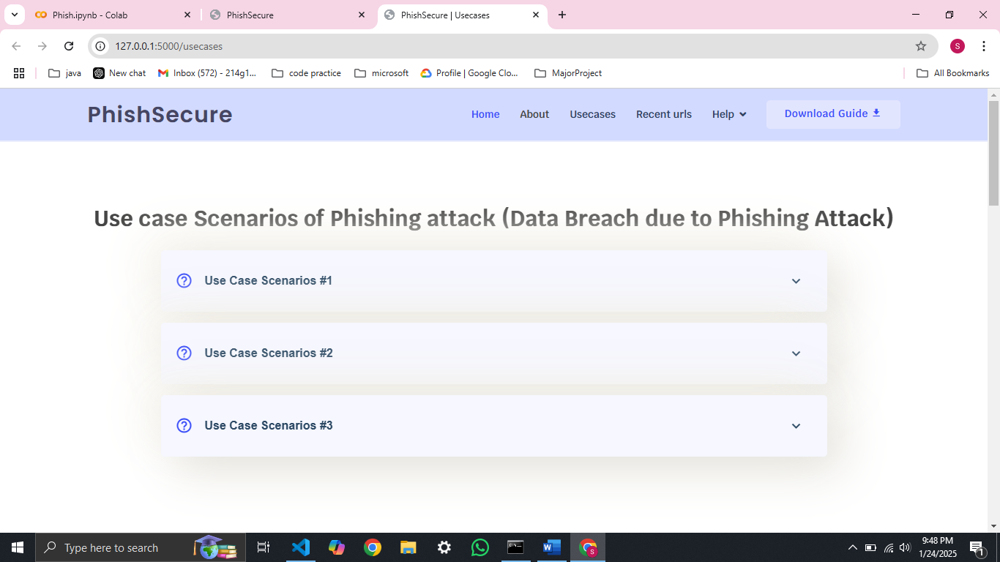 Phish.ipynb - Colab
PhishSecure
PhishSecure | Usecases
127.0.0.1:5000/usecases
S
java
New chat
Inbox (572) - 214g1...
code practice
microsoft
Profile | Google Clo...
MajorProject
All Bookmarks
PhishSecure
Home
About
Usecases
Recent urls
Help
Download Guide
Use case Scenarios of Phishing attack (Data Breach due to Phishing Attack)
Use Case Scenarios #1
Use Case Scenarios #2
Use Case Scenarios #3
Type here to search
9:48 PM
1/24/2025
1